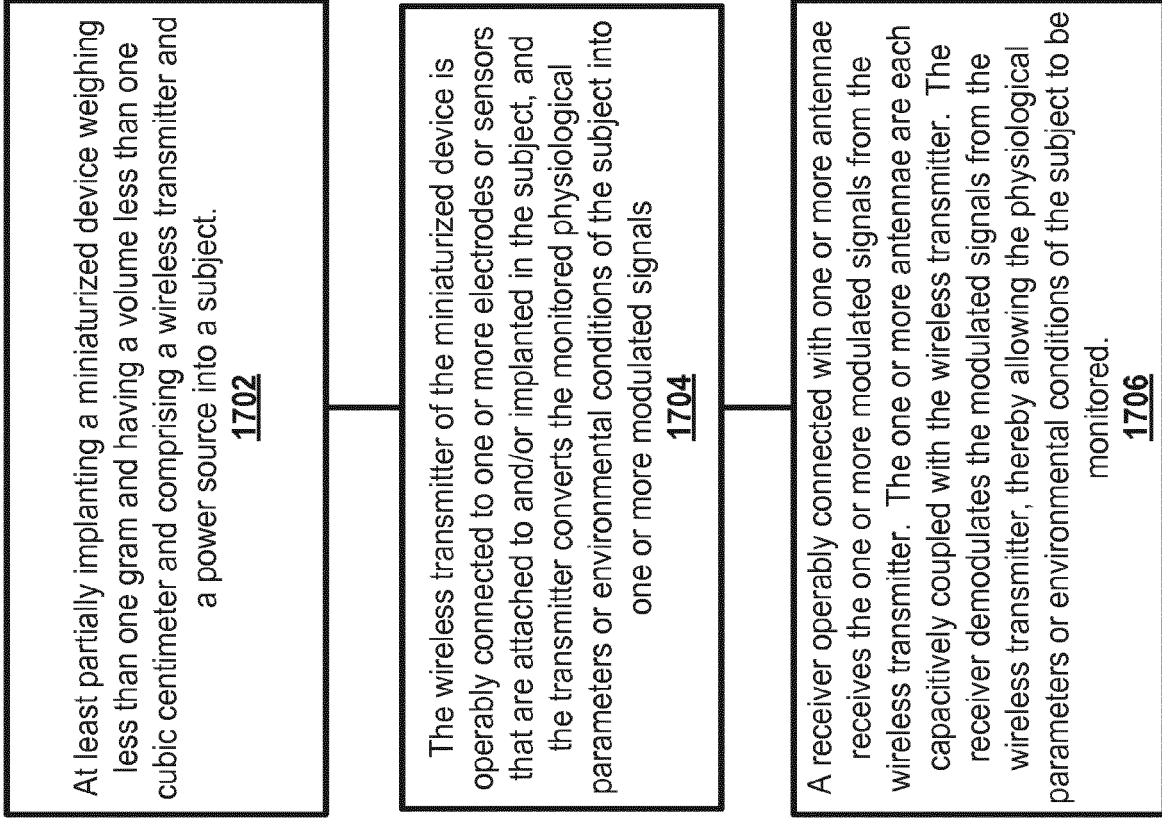 At least partially implanting a miniaturized device weighing
less than one gram and having a volume less than one
cubic centimeter and comprising a wireless transmitter and
a power source into a subject.
1702
The wireless transmitter of the miniaturized device is
operably connected to one or more electrodes or sensors
that are attached to and/or implanted in the subject, and
the transmitter converts the monitored physiological
parameters or environmental conditions of the subject into
one or more modulated signals
1704
A receiver operably connected with one or more antennae
receives the one or more modulated signals from the
wireless transmitter. The one or more antennae are each
capacitively coupled with the wireless transmitter. The
receiver demodulates the modulated signals from the
wireless transmitter, thereby allowing the physiological
parameters or environmental conditions of the subject to be
monitored.
1706